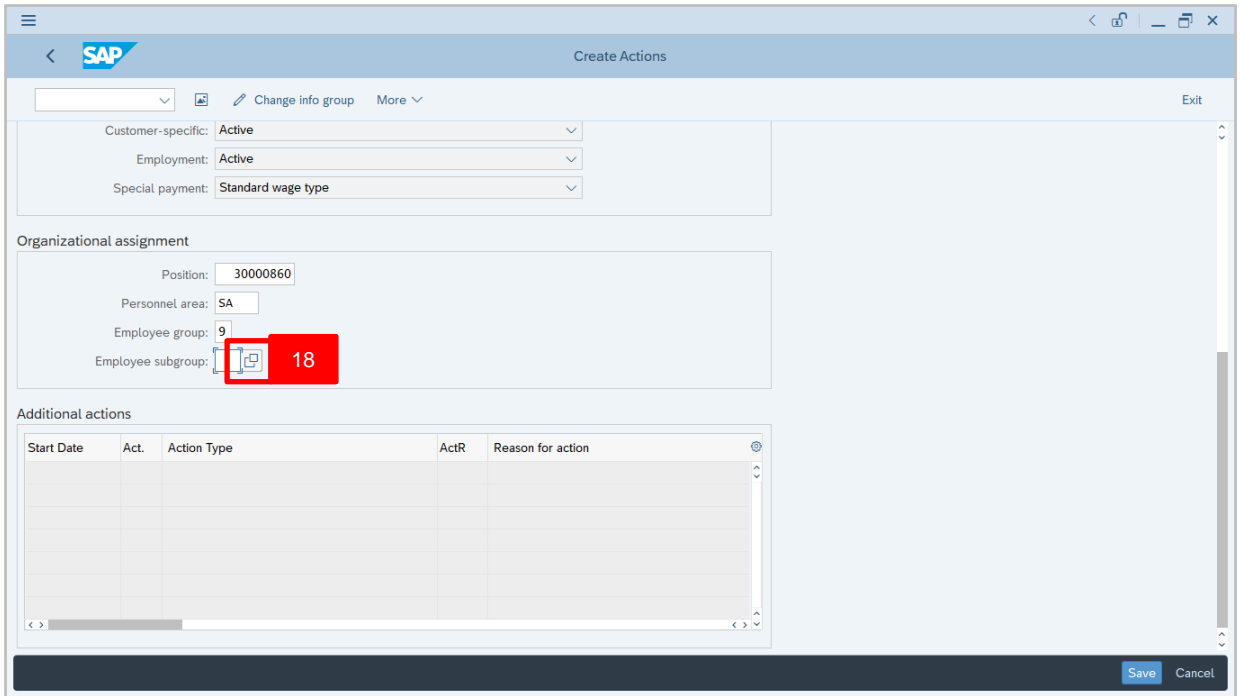 SAP
Create Actions
Change info group More Exit
Customer-specific: Active
Employment: Active
Special payment: Standard wage type
Organizational assignment
Position: 30000860
Personnel area: SA
Employee group: 9
Employee subgroup: 18
Additional actions
Start Date Act. Action Type ActR Reason for action
Save Cancel